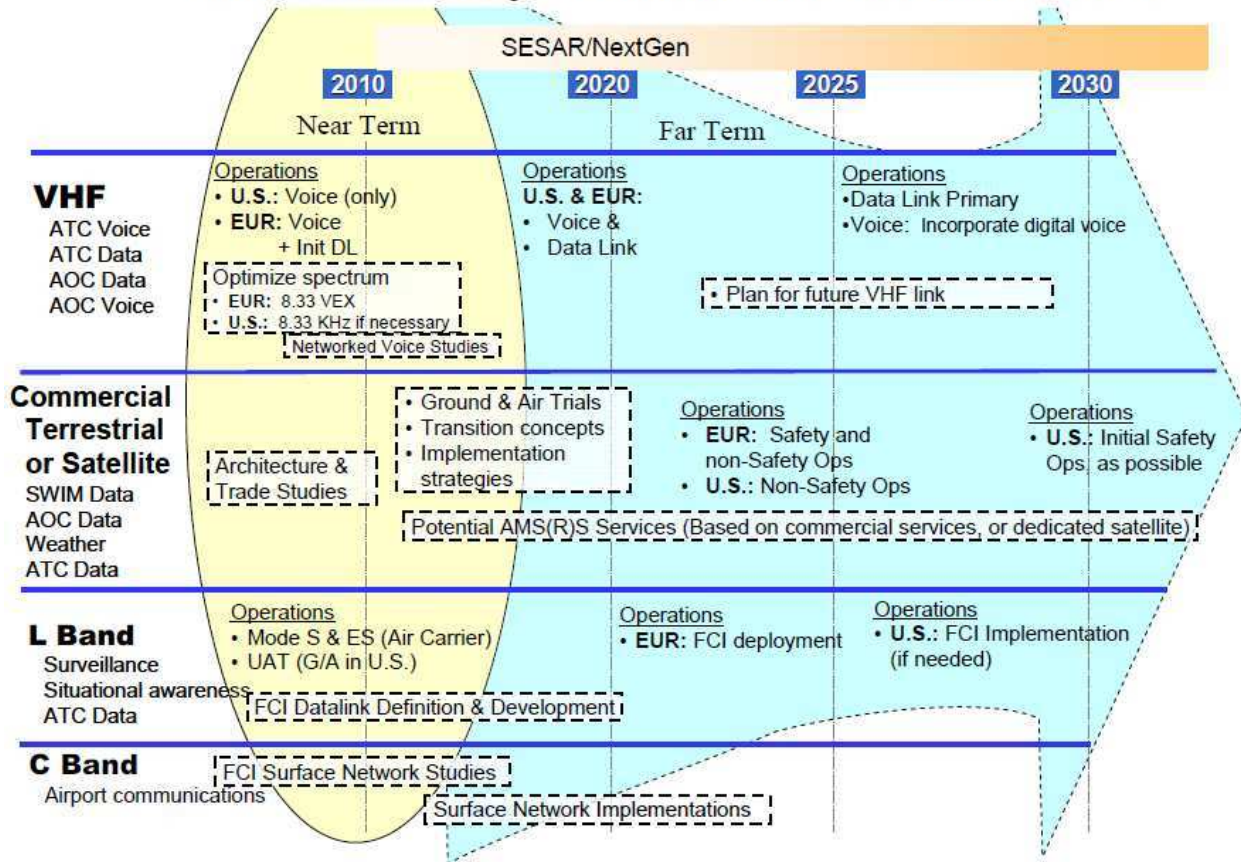 SESAR/NextGen
2010
2020
2025
2030
Near Term
Far Term
VHF
ATC Voice
ATC Data
AOC Data
AOC Voice
Operations
• U.S.: Voice (only)
• EUR: Voice
+ Init DL
Optimize spectrum
• EUR: 8.33 VEX
• U.S.: 8.33 KHz if necessary
Networked Voice Studies
Operations
U.S. & EUR:
• Voice &
• Data Link
Operations
•Data Link Primary
•Voice: Incorporate digital voice
• Plan for future VHF link
Commercial
Terrestrial
or Satellite
SWIM Data
AOC Data
Weather
ATC Data
Architecture &
Trade Studies
• Ground & Air Trials
• Transition concepts
• Implementation
strategies
Operations
• EUR: Safety and
non-Safety Ops
• U.S.: Non-Safety Ops
Operations
• U.S.: Initial Safety
Ops, as possible
Potential AMS(R)S Services (Based on commercial services, or dedicated satellite)
L Band
Surveillance
Situational awareness
ATC Data
Operations
• Mode S & ES (Air Carrier)
• UAT (G/A in U.S.)
FCI Datalink Definition & Development
Operations
• EUR: FCI deployment
Operations
• U.S.: FCI Implementation
(if needed)
C Band
Airport communications
FCI Surface Network Studies
Surface Network Implementations